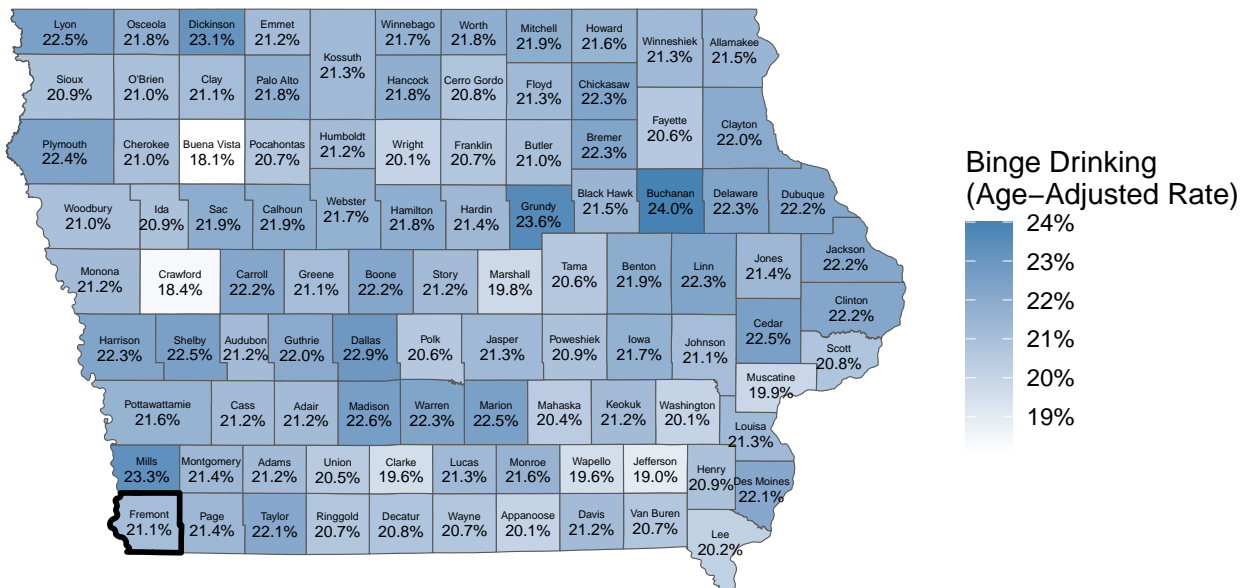 Lyon
22.5%
Osceola
21.8%
Dickinson
23.1%
Emmet
21.2%
Kossuth
21.3%
Winnebago
21.7%
Worth
21.8%
Mitchell
21.9%
Howard
21.6%
Winneshiek
21.3%
Allamakee
21.5%
Sioux
20.9%
O'Brien
21.0%
Clay
21.1%
Palo Alto
21.8%
Hancock
21.8%
Cerro Gordo
20.8%
Floyd
21.3%
Chickasaw
22.3%
Fayette
20.6%
Clayton
22.0%
Plymouth
22.4%
Cherokee
21.0%
Buena Vista
18.1%
Pocahontas
20.7%
Humboldt
21.2%
Wright
20.1%
Franklin
20.7%
Butler
21.0%
Bremer
22.3%
Woodbury
21.0%
Ida
20.9%
Sac
21.9%
Calhoun
21.9%
Webster
21.7%
Hamilton
21.8%
Hardin
21.4%
Grundy
23.6%
Black Hawk
21.5%
Buchanan
24.0%
Delaware
22.3%
Dubuque
22.2%
Monona
21.2%
Crawford
18.4%
Carroll
22.2%
Greene
21.1%
Boone
22.2%
Story
21.2%
Marshall
19.8%
Tama
20.6%
Benton
21.9%
Linn
22.3%
Jones
21.4%
Jackson
22.2%
Clinton
22.2%
Harrison
22.3%
Shelby
22.5%
Audubon
21.2%
Guthrie
22.0%
Dallas
22.9%
Polk
20.6%
Jasper
21.3%
Poweshiek
20.9%
Iowa
21.7%
Johnson
21.1%
Cedar
22.5%
Scott
20.8%
Muscatine
19.9%
Pottawattamie
21.6%
Cass
21.2%
Adair
21.2%
Madison
22.6%
Warren
22.3%
Marion
22.5%
Mahaska
20.4%
Keokuk
21.2%
Washington
20.1%
Louisa
21.3%
Mills
23.3%
Montgomery
21.4%
Adams
21.2%
Union
20.5%
Clarke
19.6%
Lucas
21.3%
Monroe
21.6%
Wapello
19.6%
Jefferson
19.0%
Henry
20.9%
Des Moines
22.1%
Fremont
21.1%
Page
21.4%
Taylor
22.1%
Ringgold
20.7%
Decatur
20.8%
Wayne
20.7%
Appanoose
20.1%
Davis
21.2%
Van Buren
20.7%
Lee
20.2%
Binge Drinking
(Age−Adjusted Rate)
24%
23%
22%
21%
20%
19%